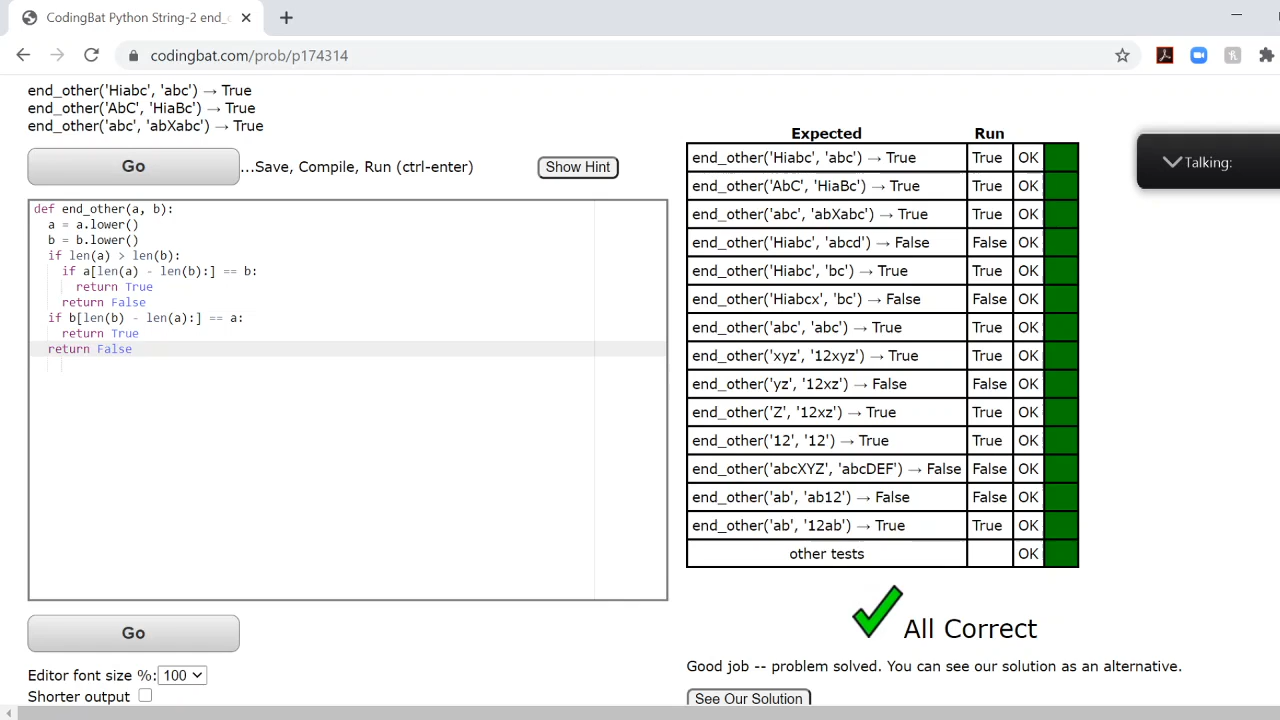 CodingBat Python String-2 end_o
codingbat.com/prob/p174314
end_other('Hiabc', 'abc') → True
end_other('AbC', 'HiaBc') → True
end_other('abc', 'abXabc') → True
Go ...Save, Compile, Run (ctrl-enter) Show Hint
def end_other(a, b):
  a = a.lower()
  b = b.lower()
  if len(a) > len(b):
    if a[len(a) - len(b):] == b:
      return True
    return False
  if b[len(b) - len(a):] == a:
    return True
  return False
Go
Editor font size %: 100
Shorter output
Expected Run
end_other('Hiabc', 'abc') → True True OK
end_other('AbC', 'HiaBc') → True True OK
end_other('abc', 'abXabc') → True True OK
end_other('Hiabc', 'abcd') → False False OK
end_other('Hiabc', 'bc') → True True OK
end_other('Hiabcx', 'bc') → False False OK
end_other('abc', 'abc') → True True OK
end_other('xyz', '12xyz') → True True OK
end_other('yz', '12xz') → False False OK
end_other('Z', '12xz') → True True OK
end_other('12', '12') → True True OK
end_other('abcXYZ', 'abcDEF') → False False OK
end_other('ab', 'ab12') → False False OK
end_other('ab', '12ab') → True True OK
other tests OK
All Correct
Good job -- problem solved. You can see our solution as an alternative.
See Our Solution
Talking: